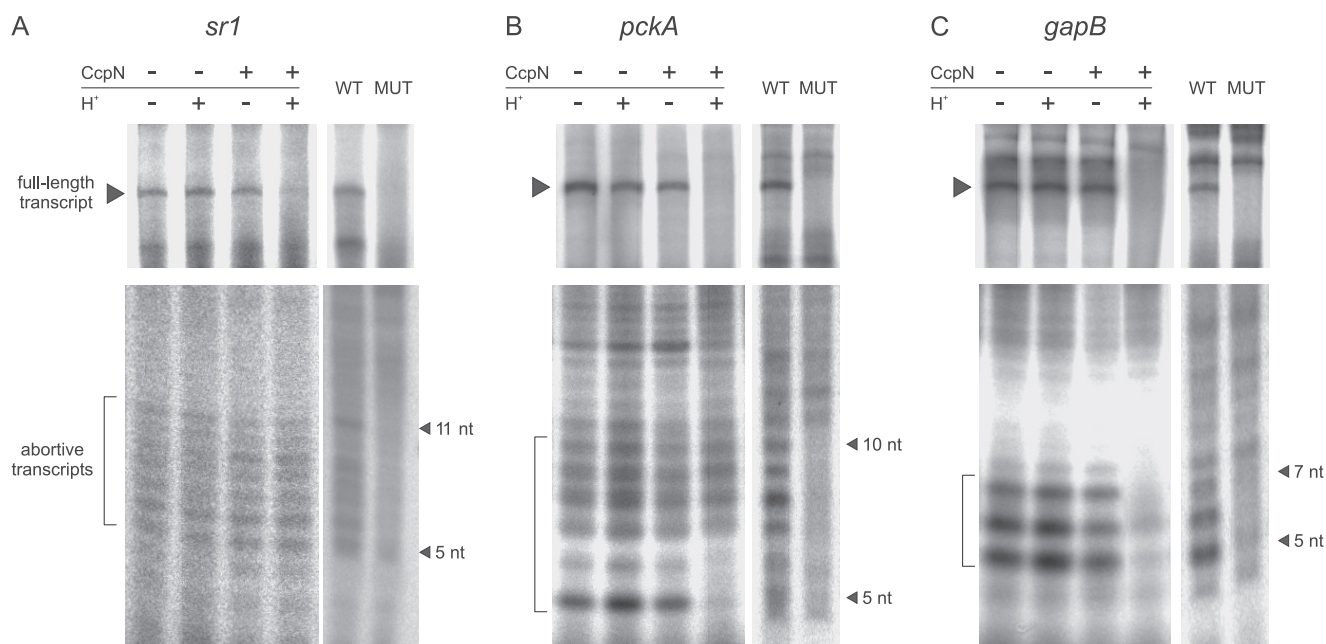 A sr1
CcpN - - + + WT MUT
H+ - + - +
full-length
transcript
abortive
transcripts
11 nt
5 nt
B pckA
CcpN - - + + WT MUT
H+ - + - +
10 nt
5 nt
C gapB
CcpN - - + + WT MUT
H+ - + - +
7 nt
5 nt